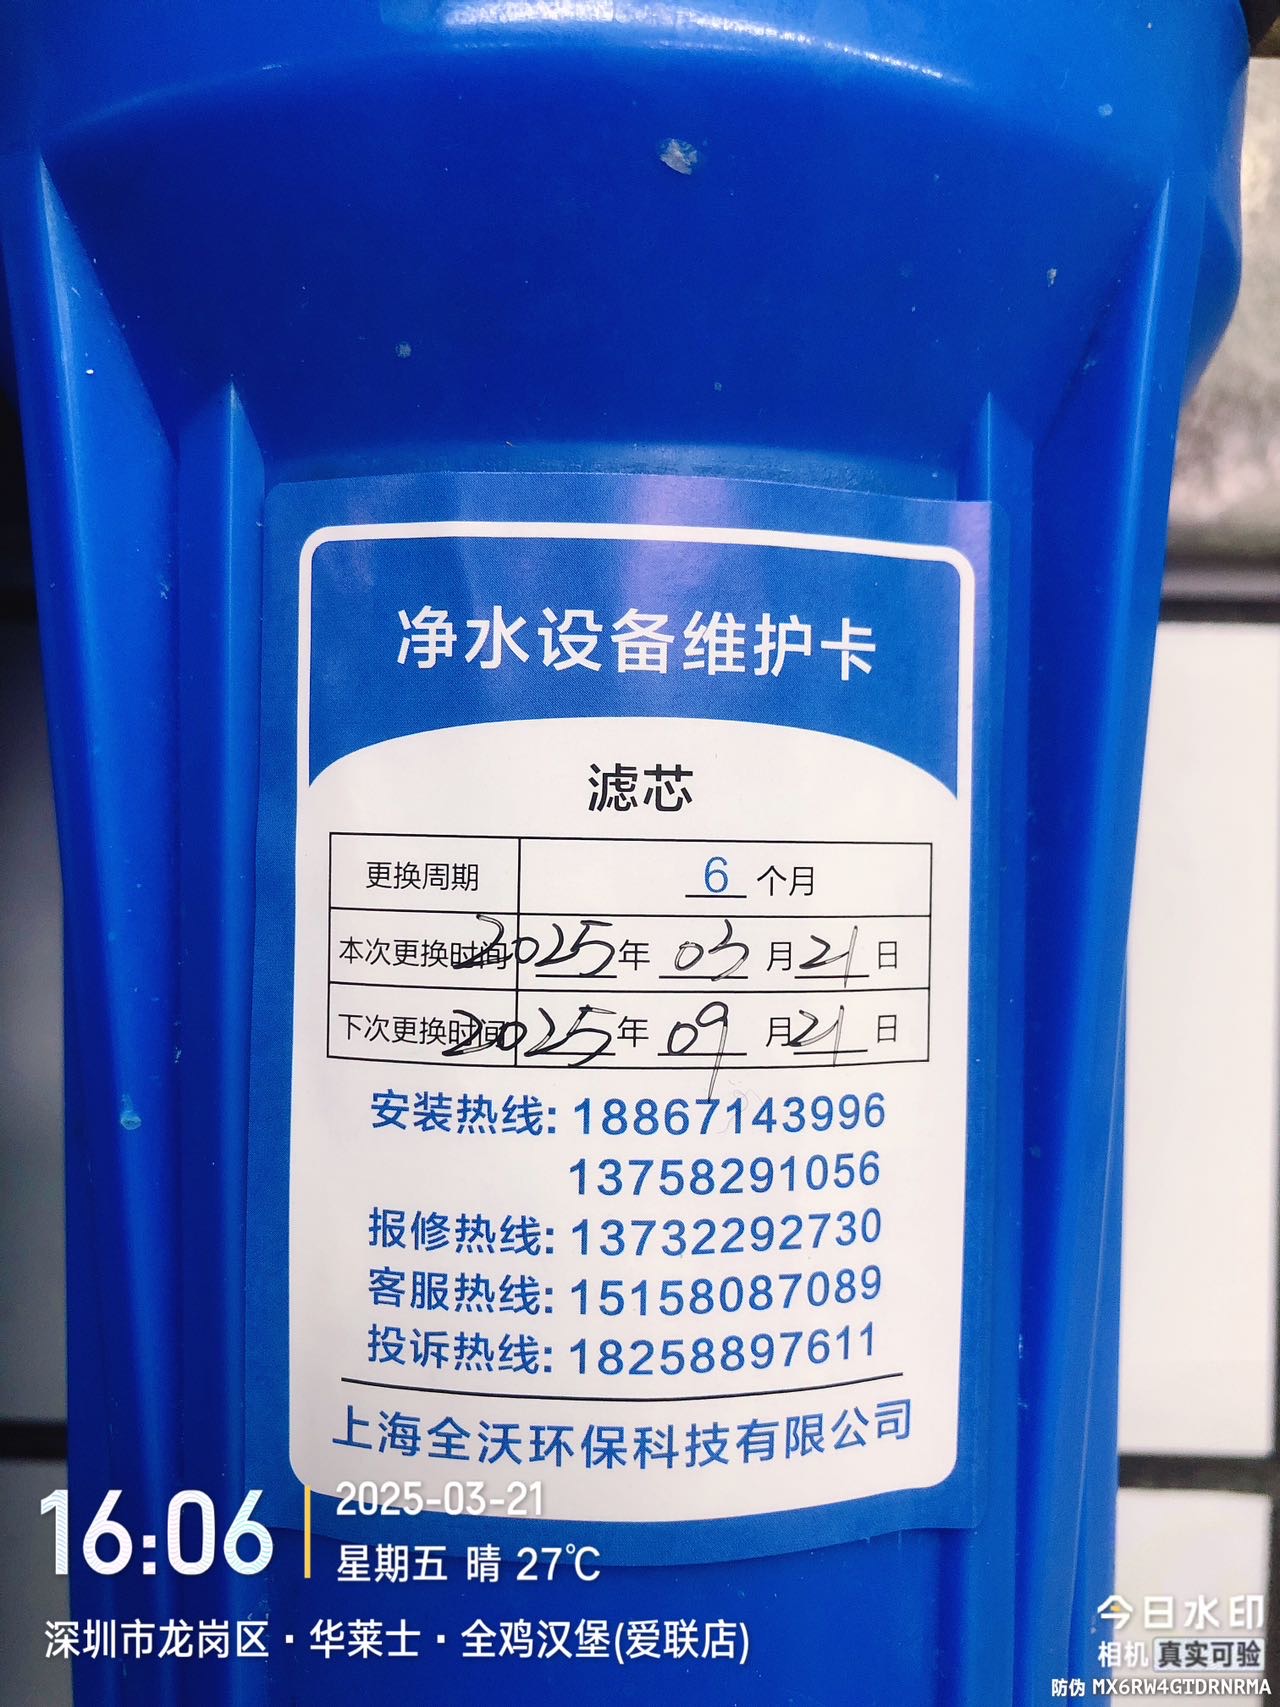 净水设备维护卡
滤芯
更换周期 6 个月
本次更换时间 2025 年 03 月 21 日
下次更换时间 2025 年 09 月 21 日
安装热线: 18867143996
13758291056
报修热线: 13732292730
客服热线: 15158087089
投诉热线: 18258897611
上海全沃环保科技有限公司
16:06
2025-03-21
星期五 晴 27℃
深圳市龙岗区·华莱士·全鸡汉堡(爱联店)
今日水印
相机 真实可验
防伪 MX6RW4GTDRNRMA